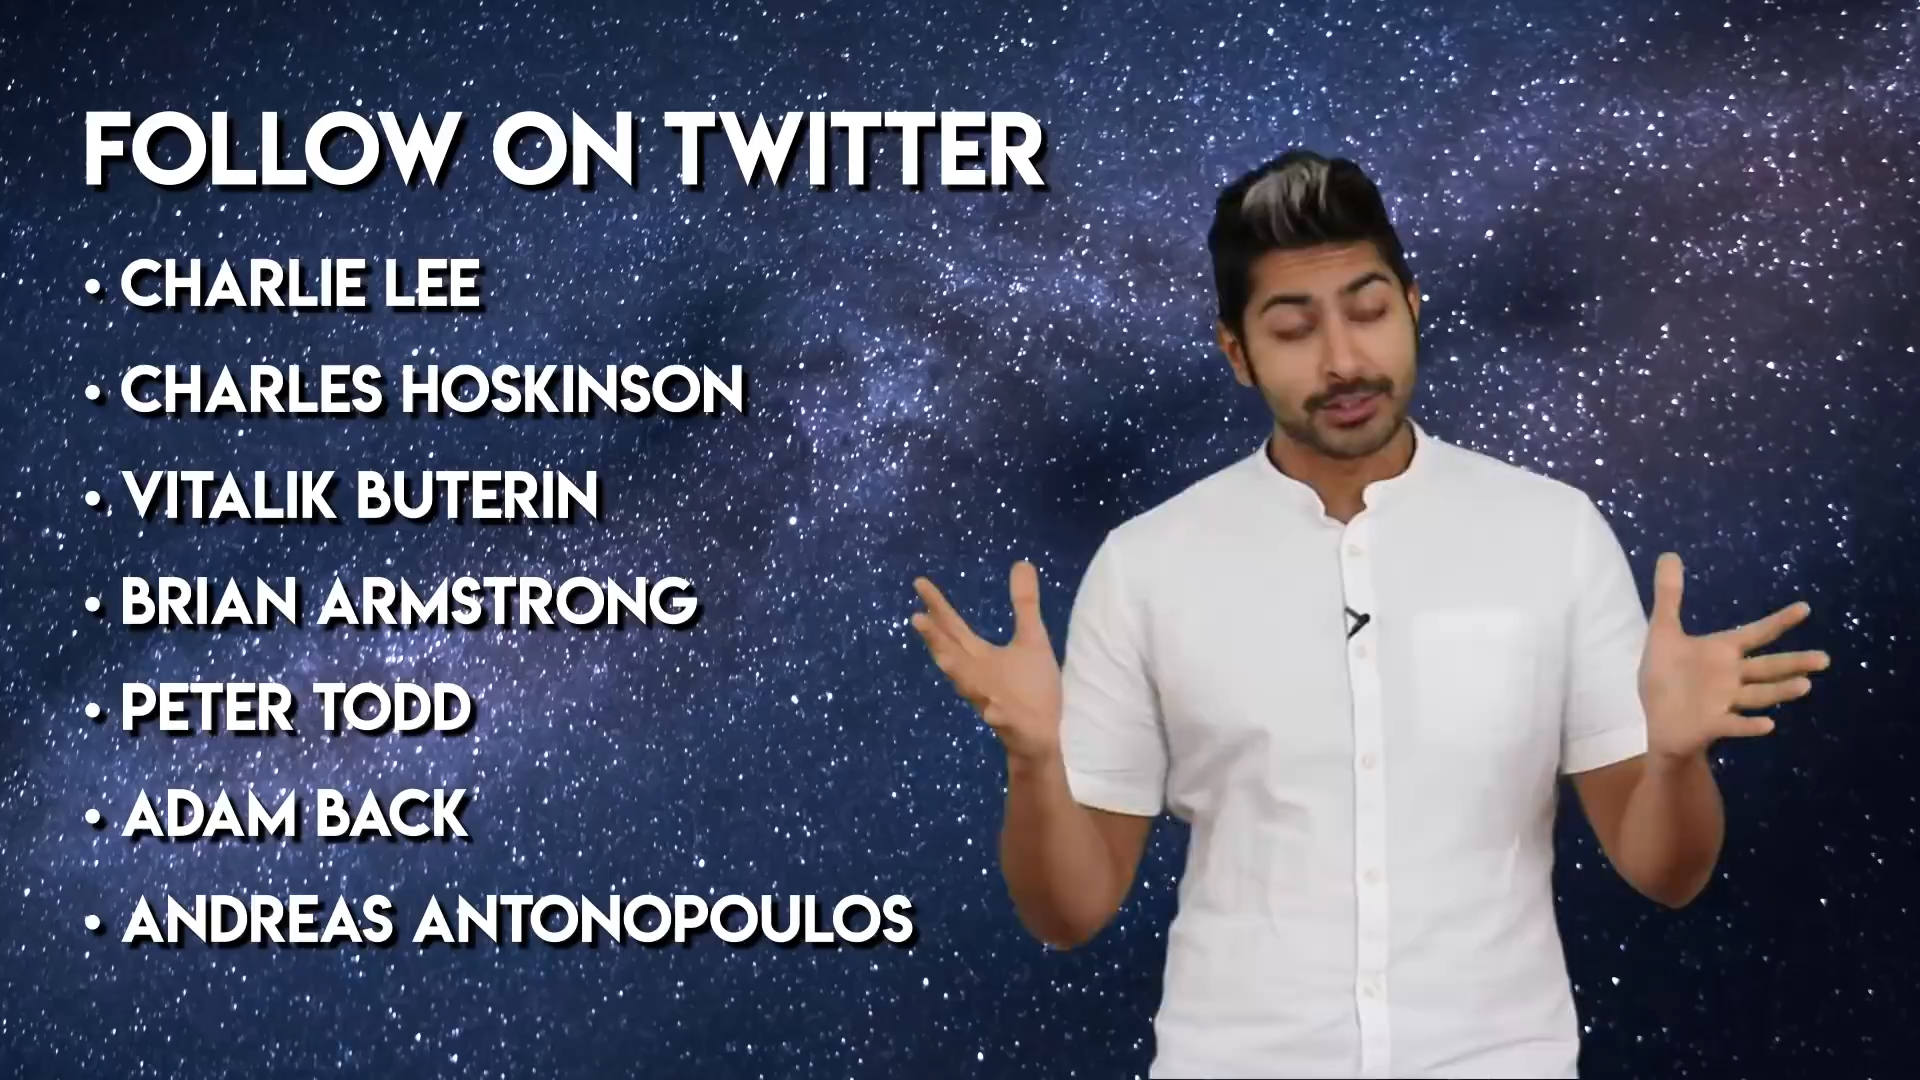 FOLLOW ON TWITTER
• CHARLIE LEE
• CHARLES HOSKINSON
• VITALIK BUTERIN
• BRIAN ARMSTRONG
• PETER TODD
• ADAM BACK
• ANDREAS ANTONOPOULOS